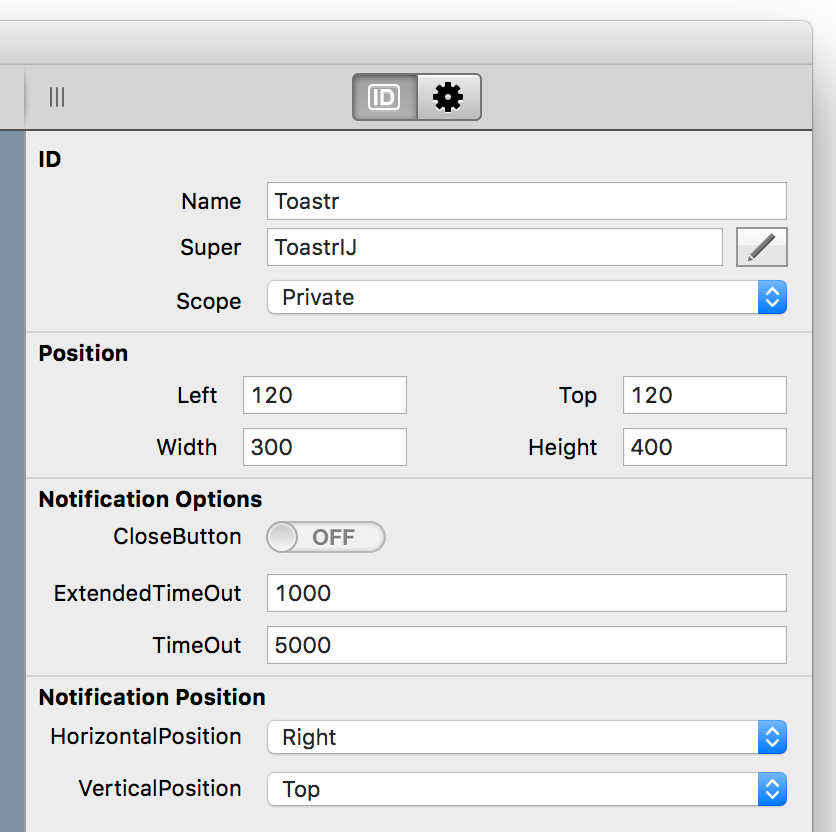 ID
ID
Name Toastr
Super ToastrIJ
Scope Private
Position
Left 120 Top 120
Width 300 Height 400
Notification Options
CloseButton OFF
ExtendedTimeOut 1000
TimeOut 5000
Notification Position
HorizontalPosition Right
VerticalPosition Top